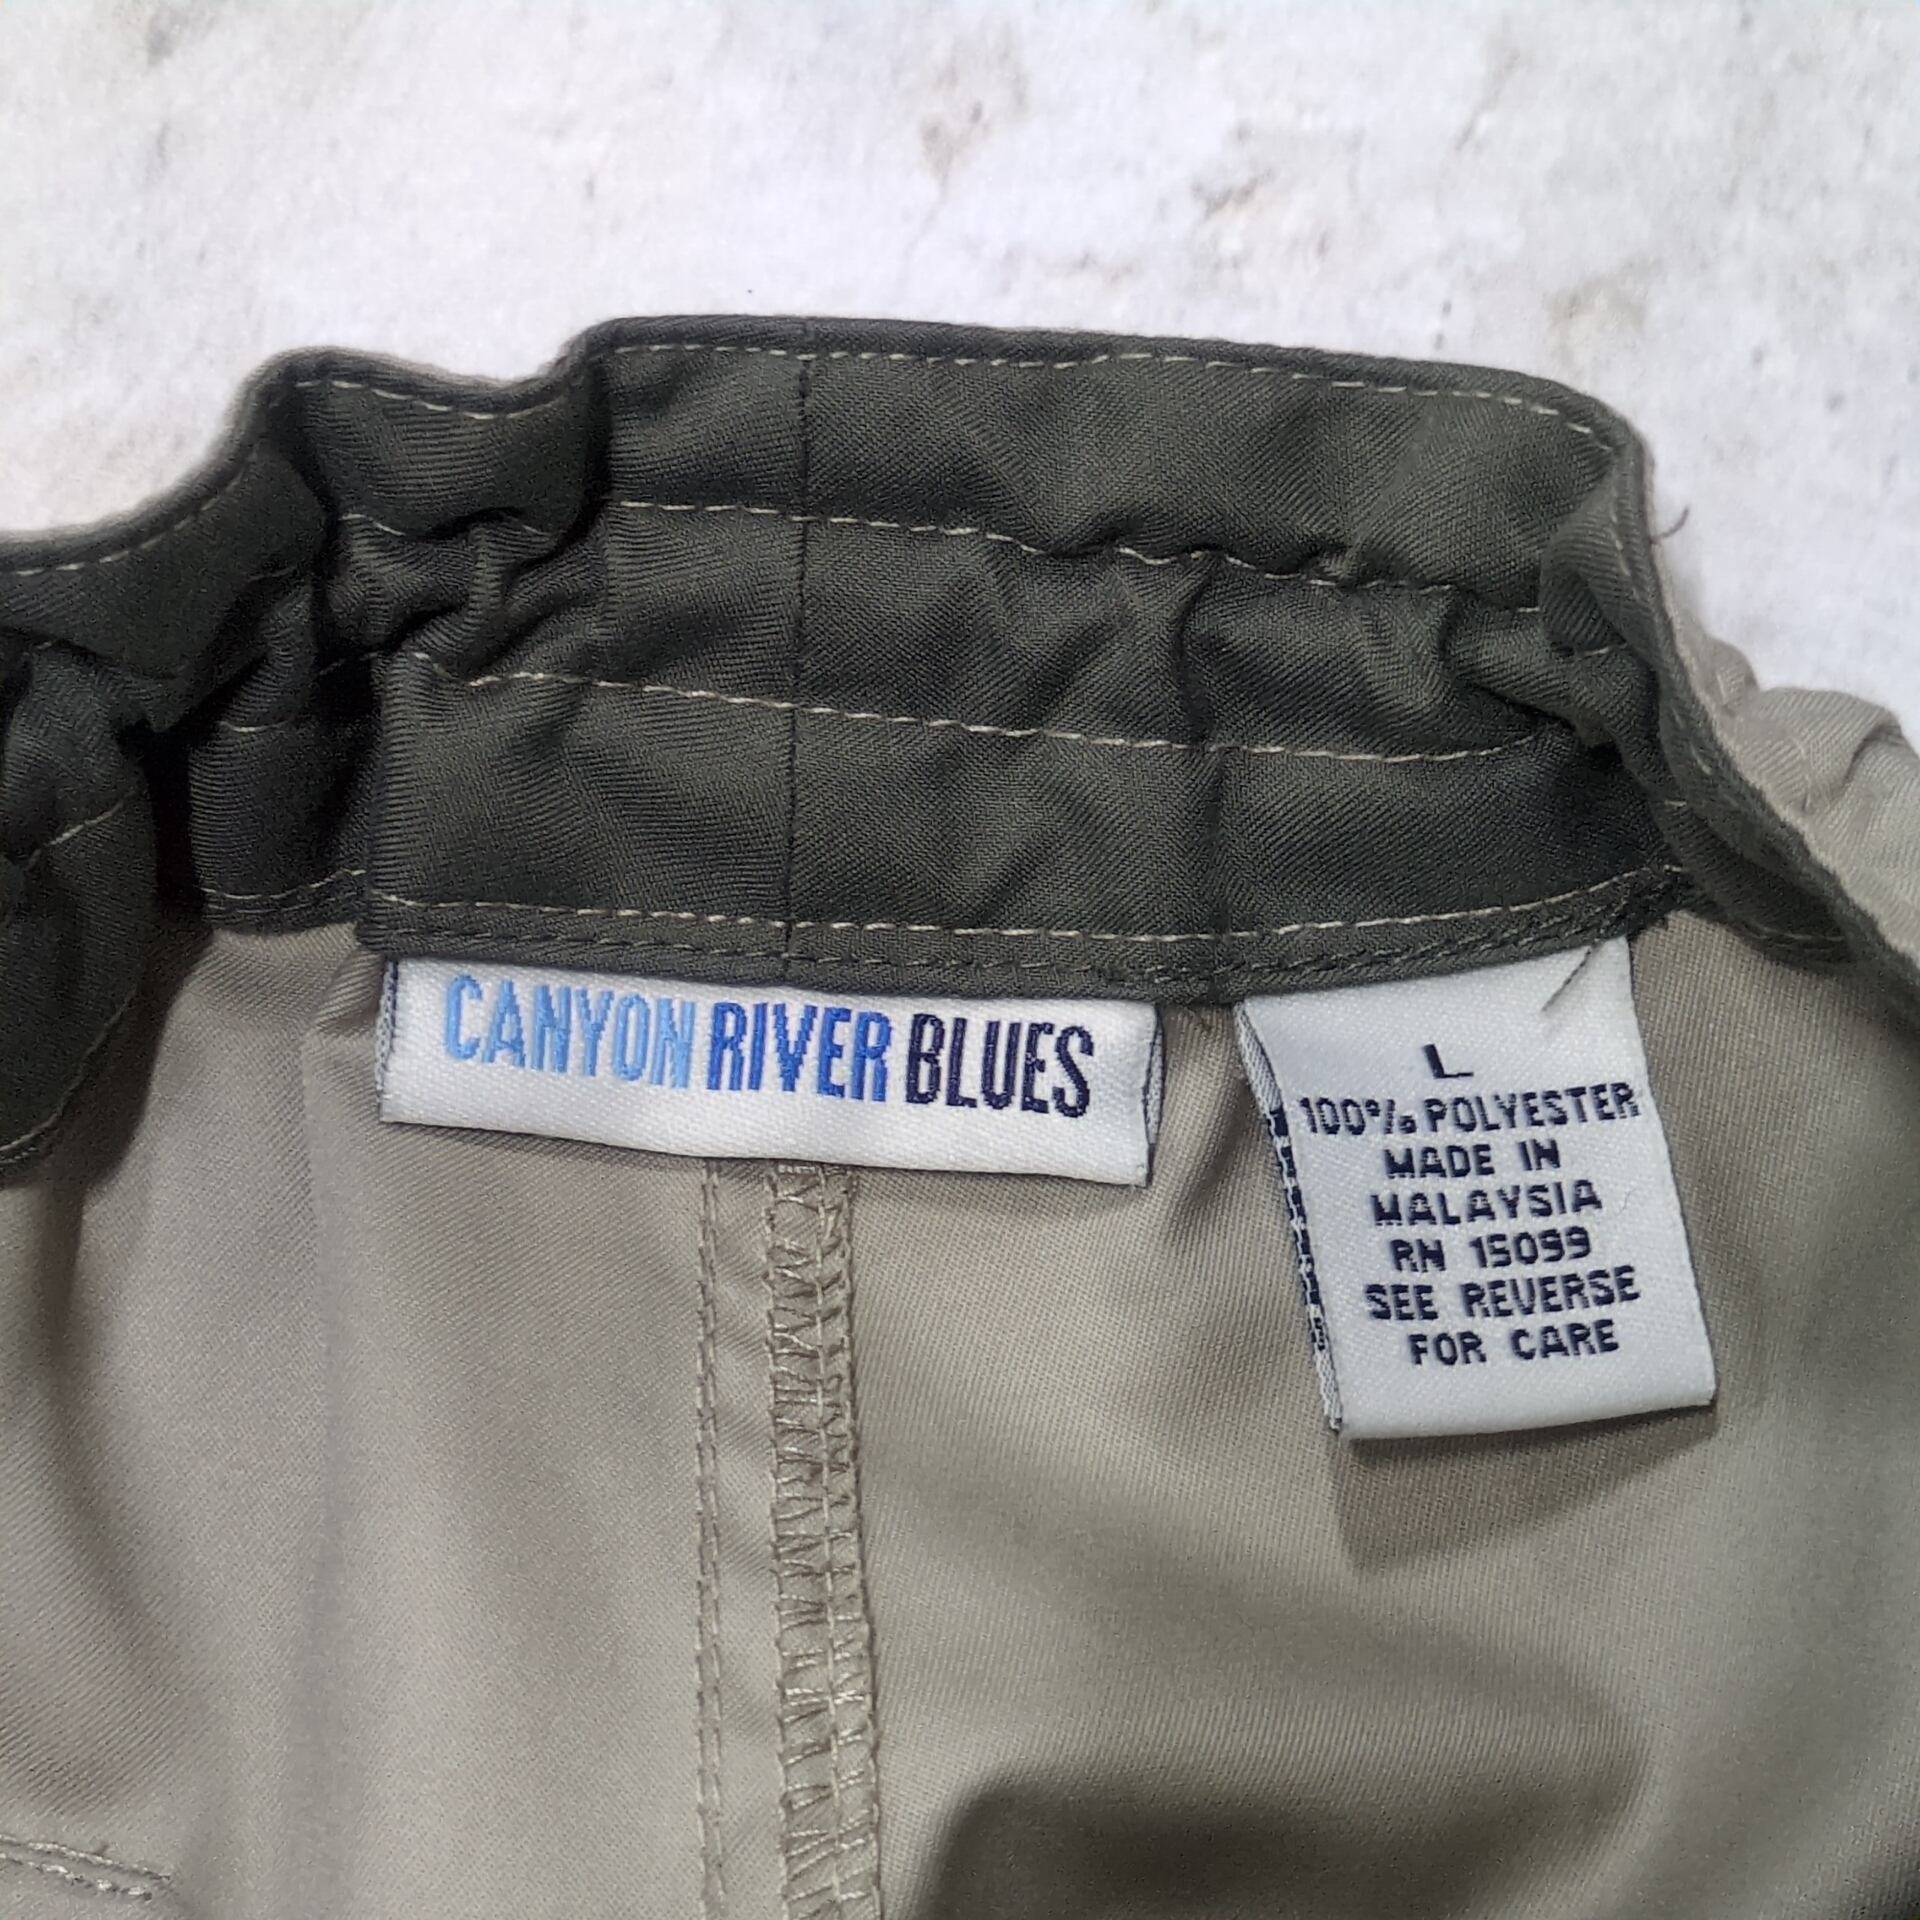 CANYON RIVER BLUES
L
100% POLYESTER
MADE IN
MALAYSIA
RN 15099
SEE REVERSE
FOR CARE